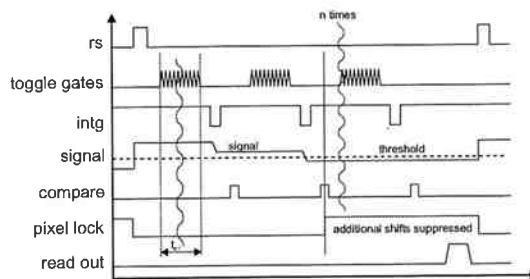 n times
rs
toggle gates
intg
signal
signal
threshold
compare
pixel lock
additional shifts suppressed
read out